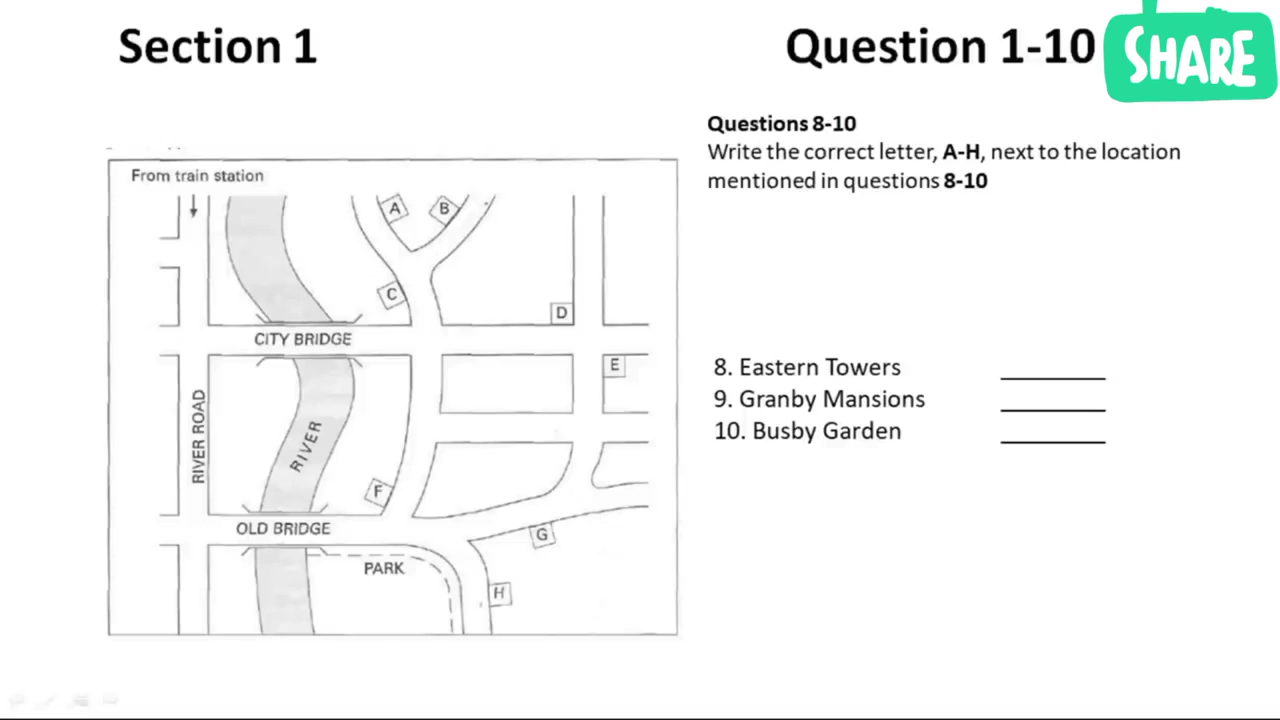 Section 1
Question 1-10
SHARE
Questions 8-10
Write the correct letter, A-H, next to the location
mentioned in questions 8-10
From train station
A
B
C
D
CITY BRIDGE
E
RIVER ROAD
RIVER
F
OLD BRIDGE
G
PARK
H
8. Eastern Towers
9. Granby Mansions
10. Busby Garden